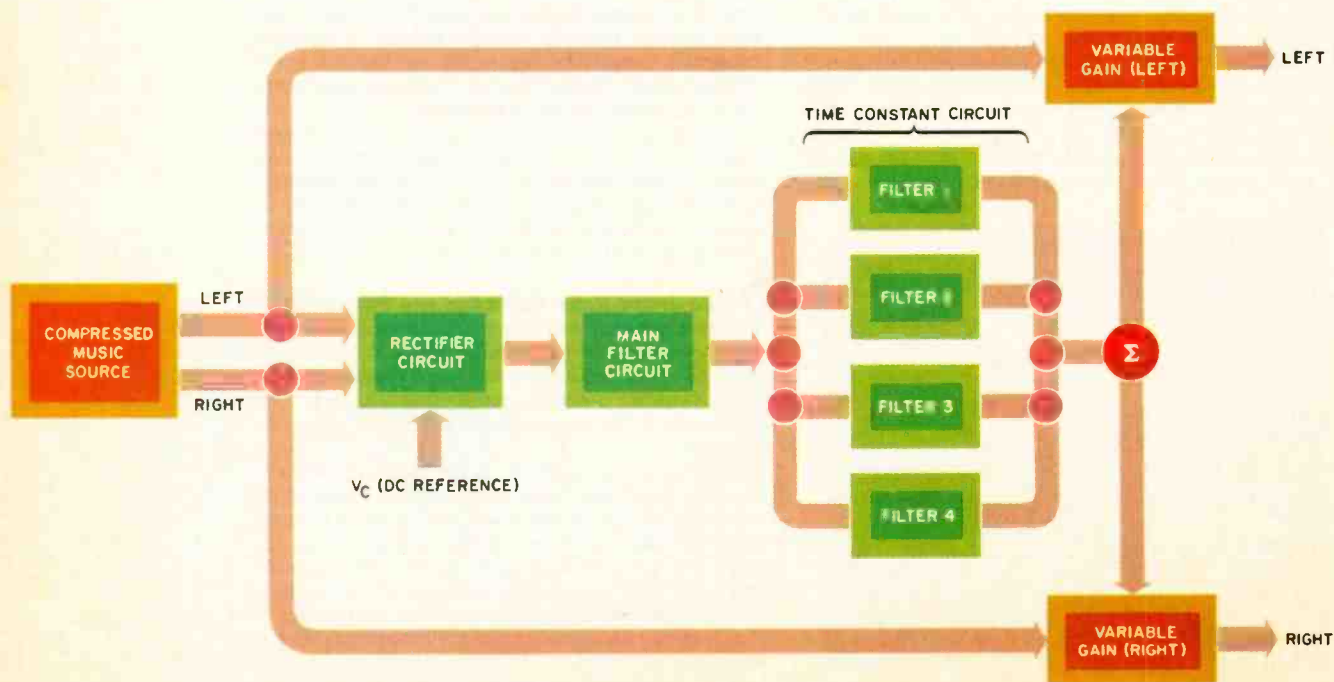 VARIABLE
GAIN (LEFT)
LEFT
TIME CONSTANT CIRCUIT
FILTER
FILTER
FILTER 3
FILTER 4
COMPRESSED
MUSIC
SOURCE
LEFT
RIGHT
RECTIFIER
CIRCUIT
MAIN
FILTER
CIRCUIT
Σ
V_C (DC REFERENCE)
VARIABLE
GAIN (RIGHT)
RIGHT